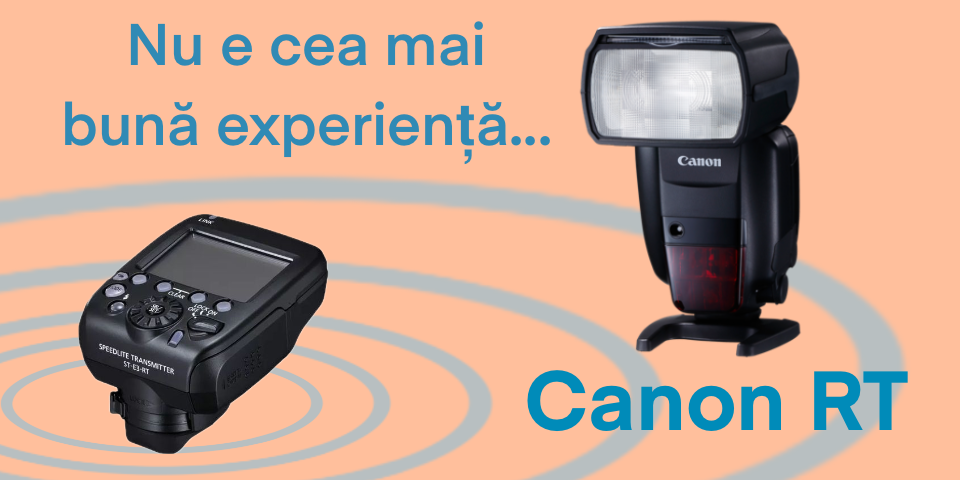 Nu e cea mai
bună experiență...
Canon
LINK
CLEAR
LOCK ON
OFF
SPEEDLITE TRANSMITTER
ST-E3-RT
Canon RT